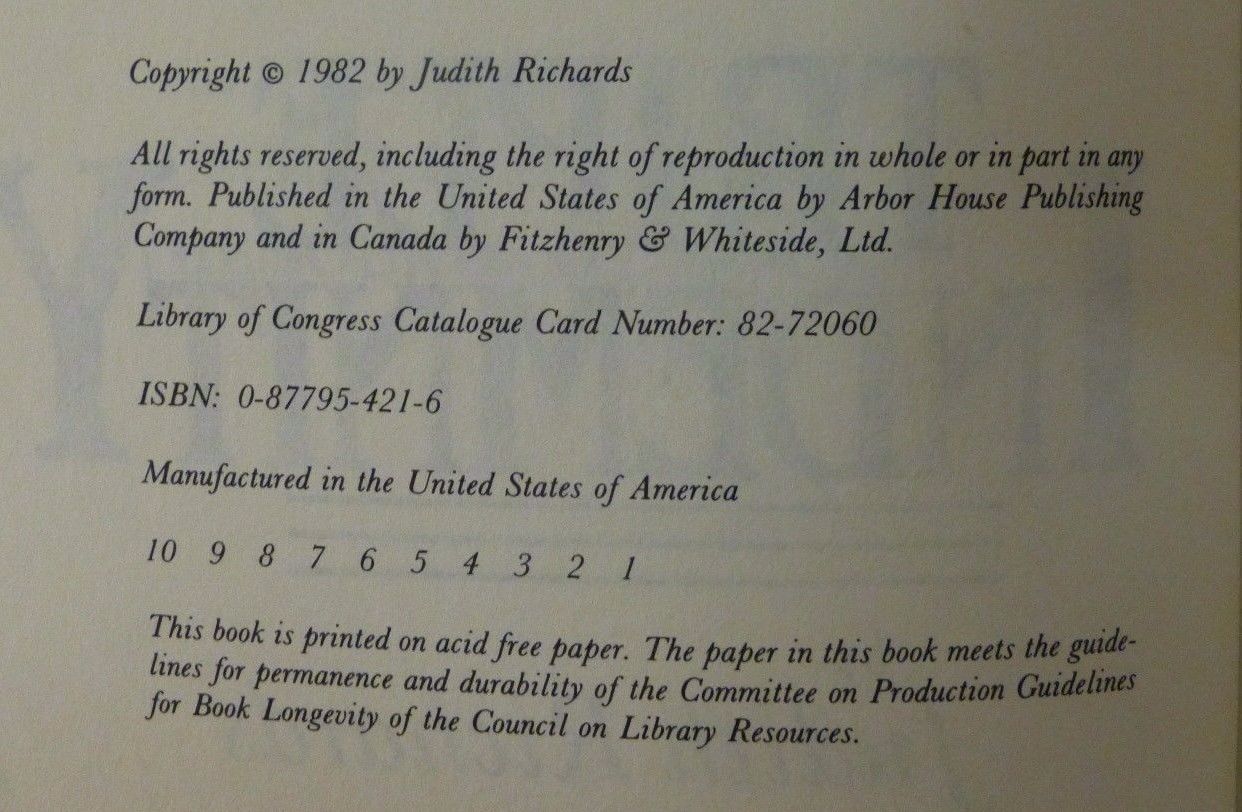 Copyright © 1982 by Judith Richards
All rights reserved, including the right of reproduction in whole or in part in any
form. Published in the United States of America by Arbor House Publishing
Company and in Canada by Fitzhenry & Whiteside, Ltd.
Library of Congress Catalogue Card Number: 82-72060
ISBN: 0-87795-421-6
Manufactured in the United States of America
10 9 8 7 6 5 4 3 2 1
This book is printed on acid free paper. The paper in this book meets the guide-
lines for permanence and durability of the Committee on Production Guidelines
for Book Longevity of the Council on Library Resources.